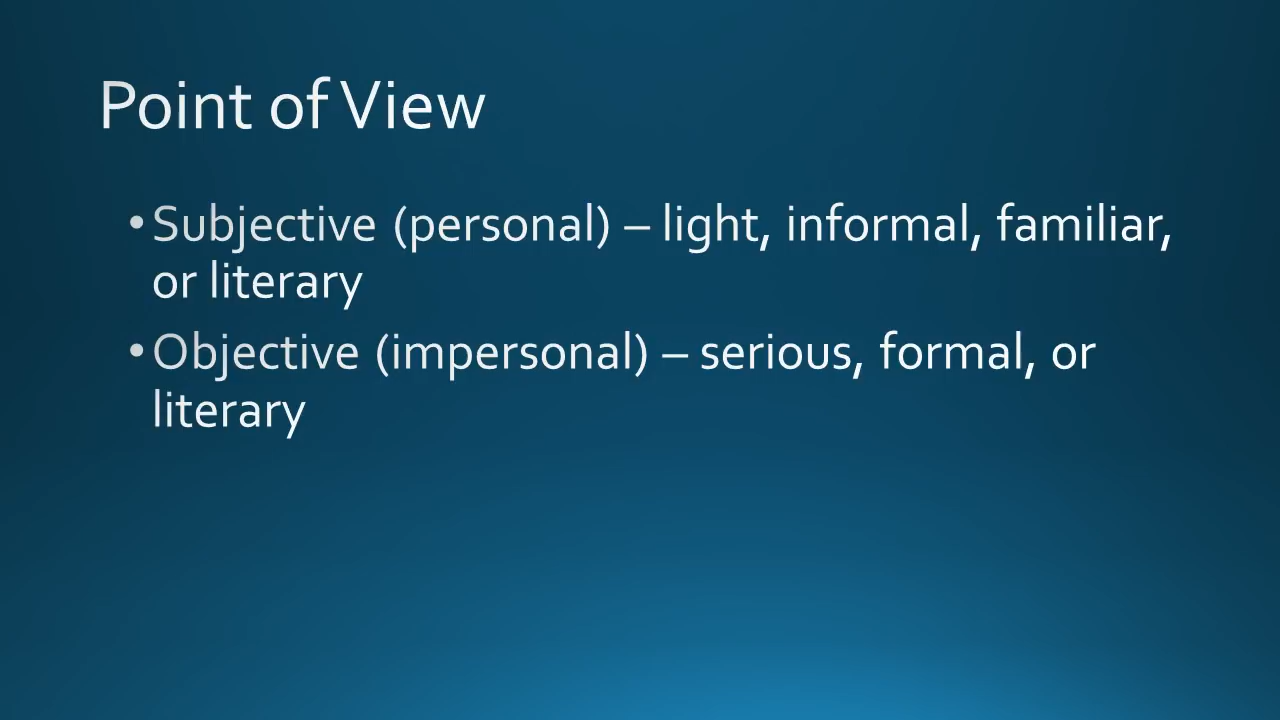 Point of View
•Subjective (personal) – light, informal, familiar,
or literary
•Objective (impersonal) – serious, formal, or
literary